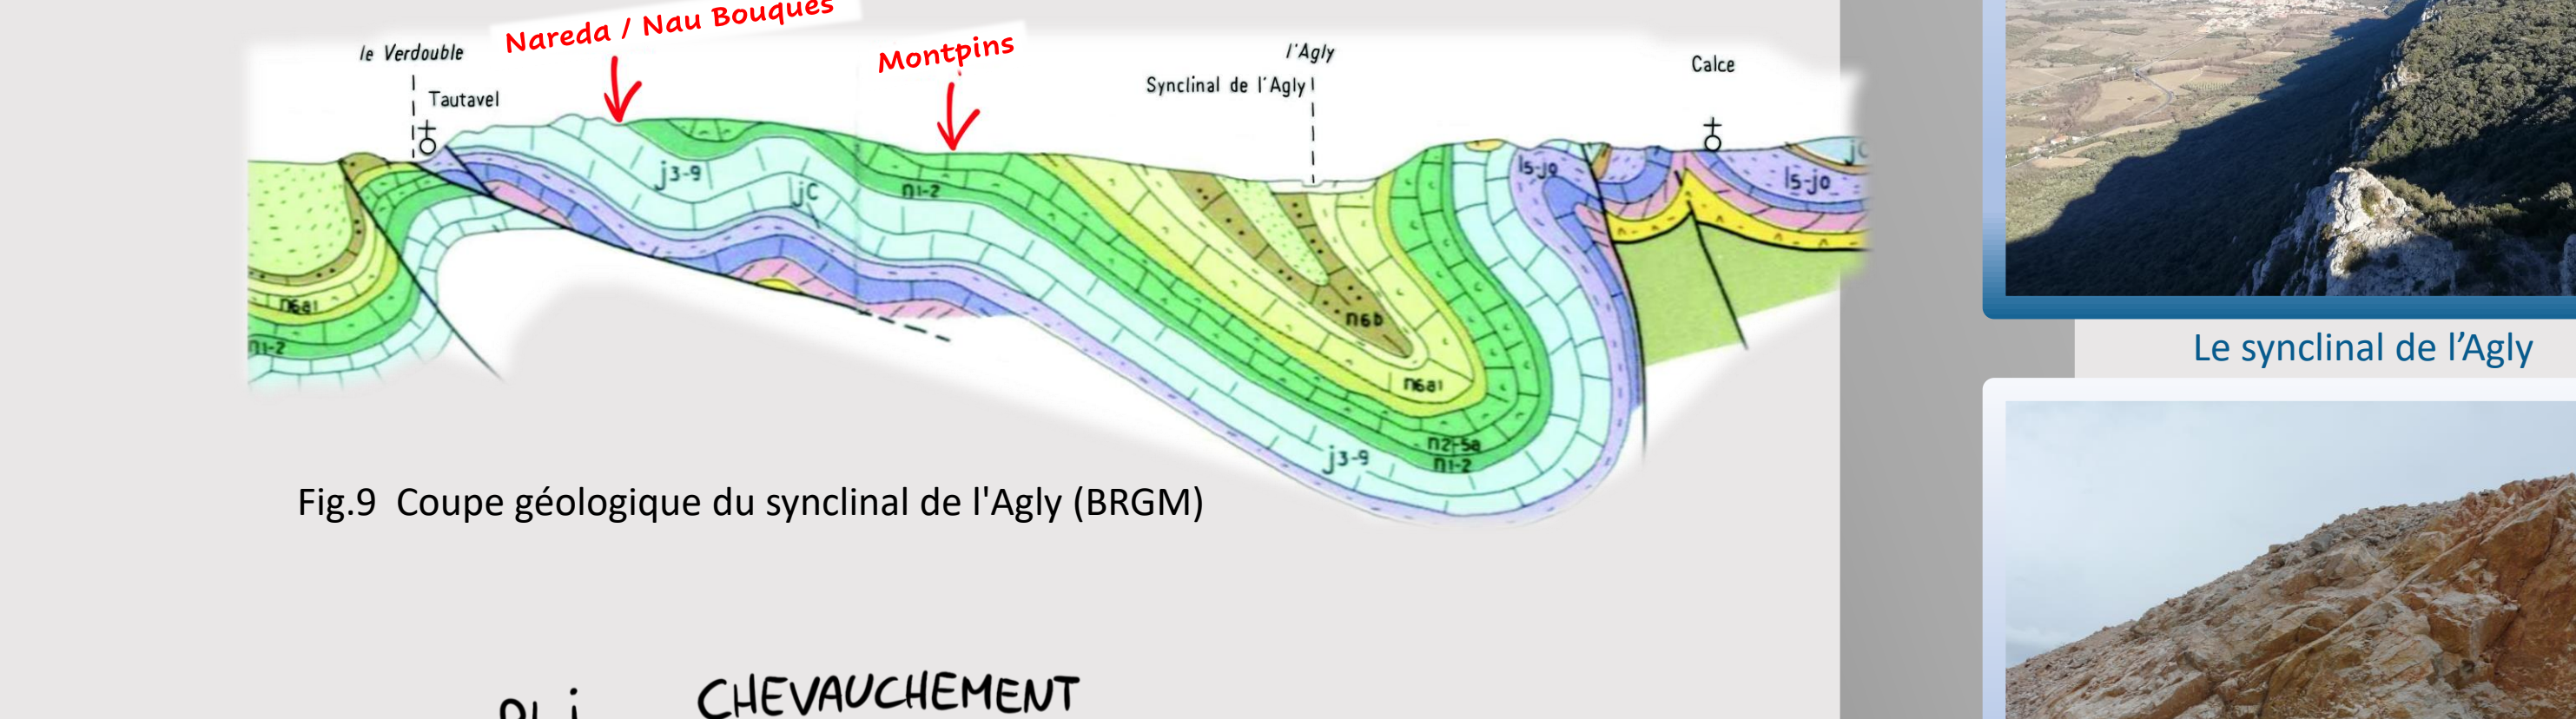 Nareda / Nau Bouques
le Verdouble
Montpins
l'Agly
Tautavel
Synclinal de l'Agly
Calce
j3-9
jC
n1-2
l5-jo
l5-jo
jC
n6a1
n6b
n1-2
n6a1
n2-5a
n1-2
j3-9
Le synclinal de l’Agly
Fig.9 Coupe géologique du synclinal de l'Agly (BRGM)
CHEVAUCHEMENT